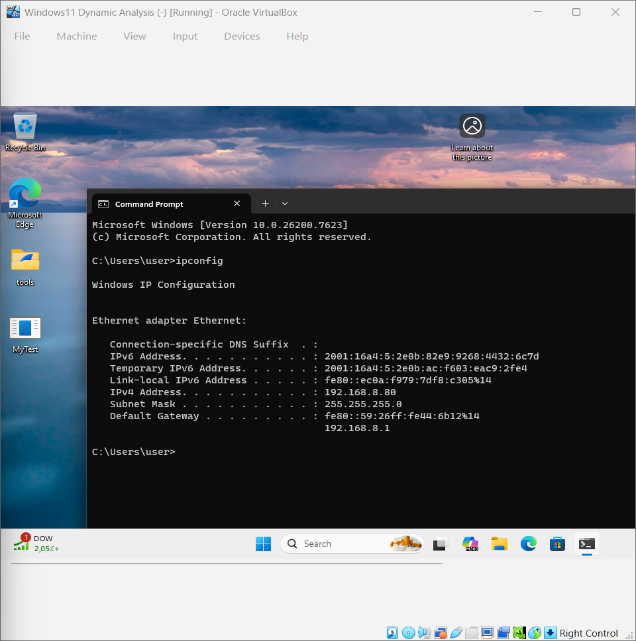 Windows11 Dynamic Analysis (-) [Running] - Oracle VirtualBox
File Machine View Input Devices Help
Recycle Bin
Learn about
this picture
Microsoft
Edge
tools
MyTest
Command Prompt
Microsoft Windows [Version 10.0.26200.7623]
(c) Microsoft Corporation. All rights reserved.
C:\Users\user>ipconfig
Windows IP Configuration
Ethernet adapter Ethernet:
Connection-specific DNS Suffix . :
IPv6 Address. . . . . . . . . . . : 2001:16a4:5:2e0b:82e9:9268:4432:6c7d
Temporary IPv6 Address. . . . . . : 2001:16a4:5:2e0b:ac:f603:eac9:2fe4
Link-local IPv6 Address . . . . . : fe80::ec0a:f979:7df8:c305%14
IPv4 Address. . . . . . . . . . . : 192.168.8.80
Subnet Mask . . . . . . . . . . . : 255.255.255.0
Default Gateway . . . . . . . . . : fe80::59:26ff:fe44:6b12%14
192.168.8.1
C:\Users\user>
1
DOW
2,05%+
Search
Right Control